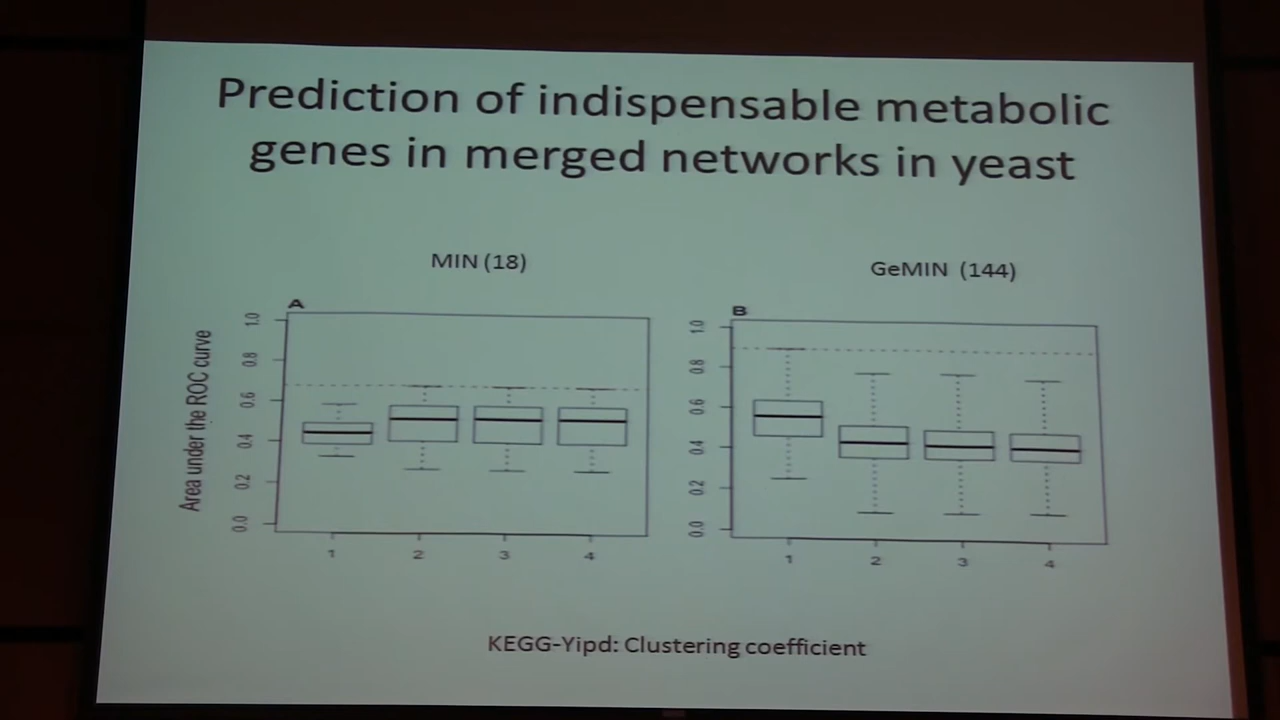 Prediction of indispensable metabolic
genes in merged networks in yeast
MIN (18)
GeMIN (144)
A
B
Area under the ROC curve
1.0
0.8
0.6
0.4
0.2
0.0
1 2 3 4
1.0
0.8
0.6
0.4
0.2
0.0
1 2 3 4
KEGG-Yipd: Clustering coefficient